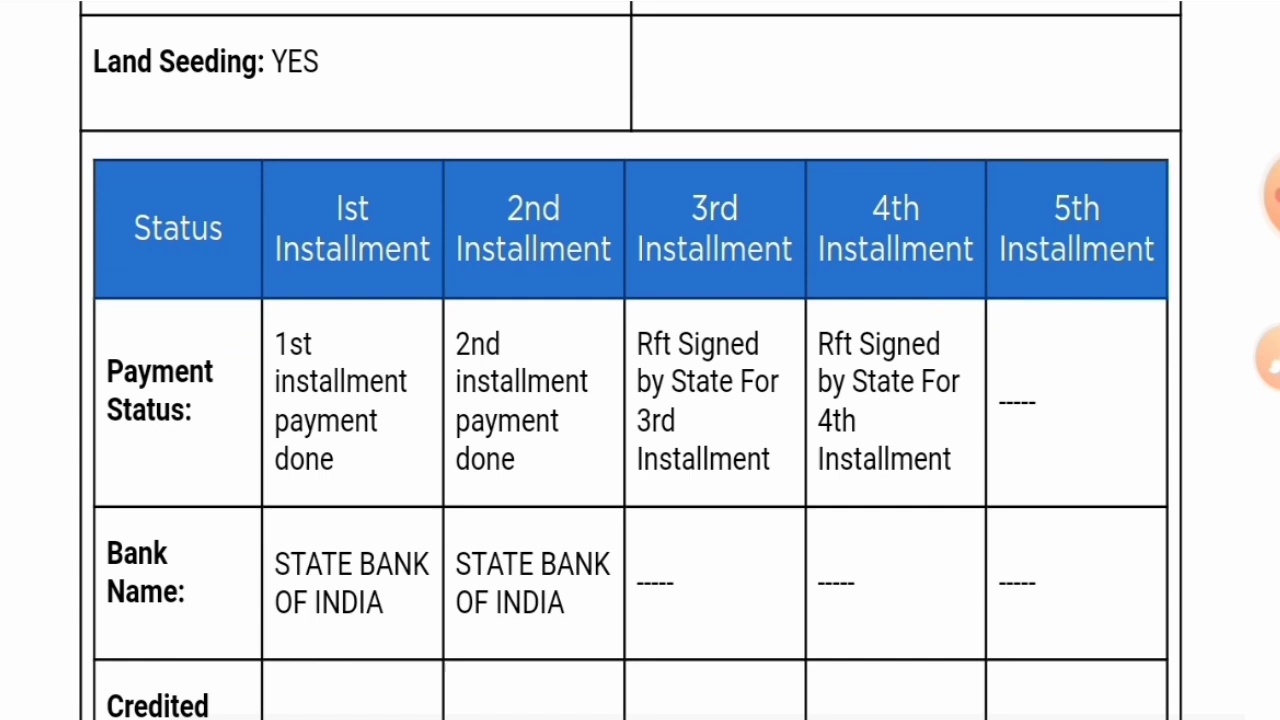 Land Seeding: YES
Status
Ist
Installment
2nd
Installment
3rd
Installment
4th
Installment
5th
Installment
Payment
Status:
1st
installment
payment
done
2nd
installment
payment
done
Rft Signed
by State For
3rd
Installment
Rft Signed
by State For
4th
Installment
-----
Bank
Name:
STATE BANK
OF INDIA
STATE BANK
OF INDIA
-----
-----
-----
Credited